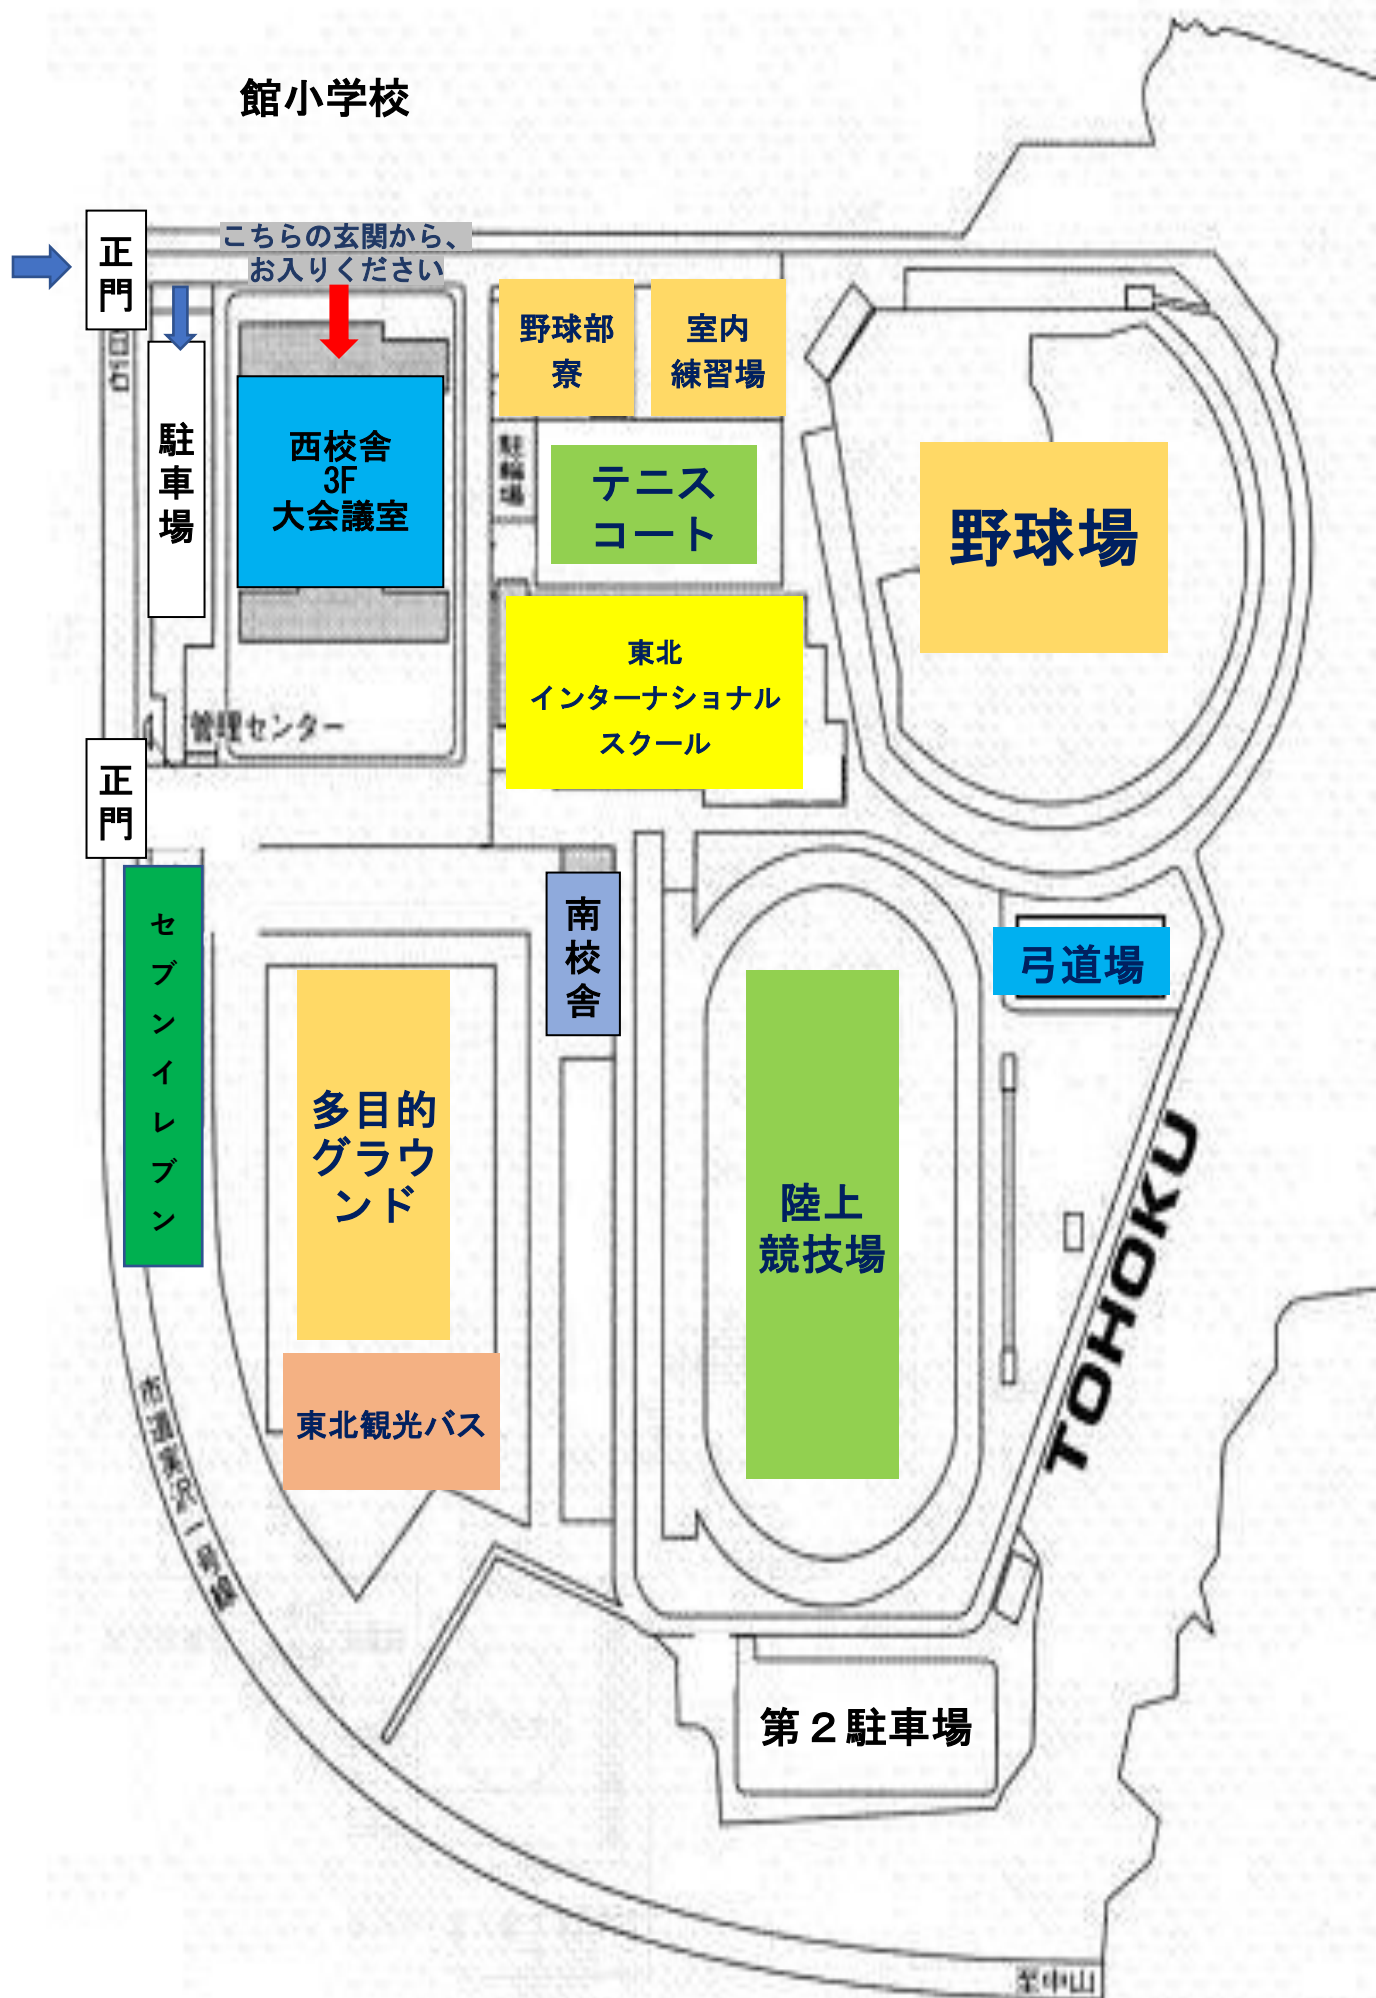 館小学校
正
門
こちらの玄関から、
お入りください
野球部
寮
室内
練習場
駐
車
場
西校舎
3F
大会議室
駐
輪
場
テニス
コート
野球場
東北
インターナショナル
スクール
管理センター
正
門
セ
ブ
ン
イ
レ
ブ
ン
南
校
舎
弓道場
多目的
グラウ
ンド
陸上
競技場
TOHOKU
東北観光バス
第２駐車場
至中山